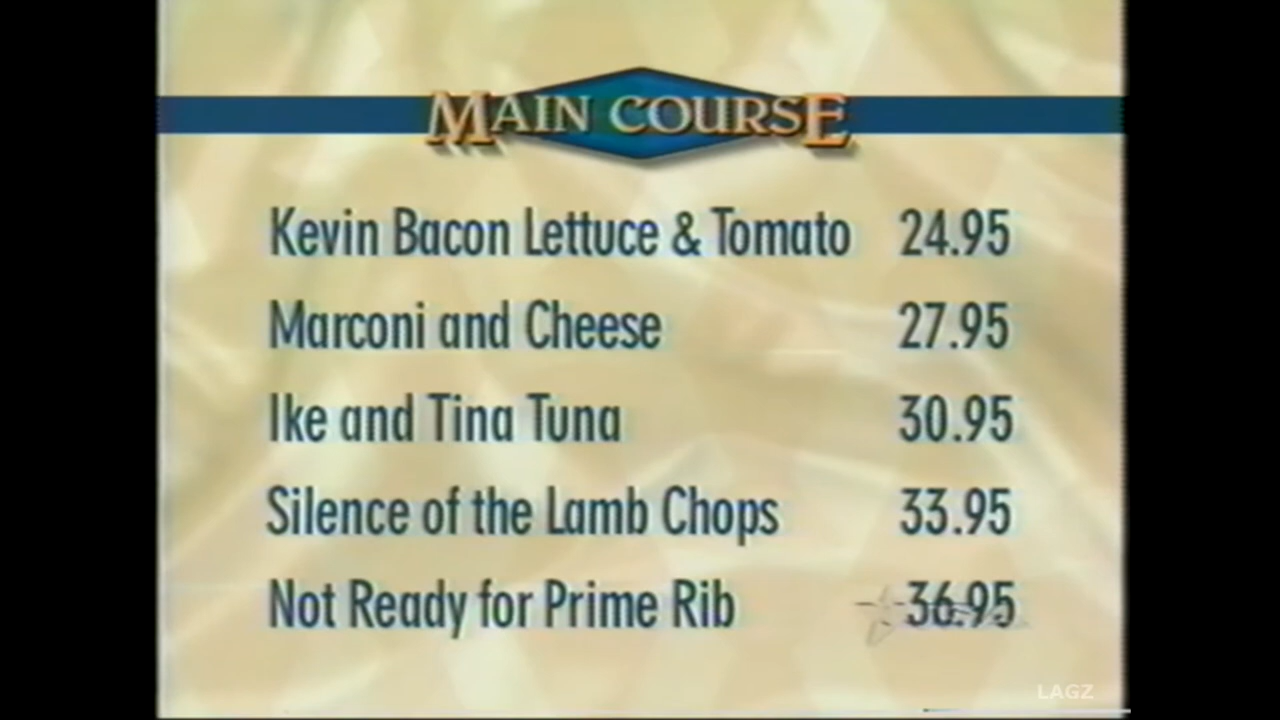 MAIN COURSE
Kevin Bacon Lettuce & Tomato 24.95
Marconi and Cheese 27.95
Ike and Tina Tuna 30.95
Silence of the Lamb Chops 33.95
Not Ready for Prime Rib 36.95
LAGZ